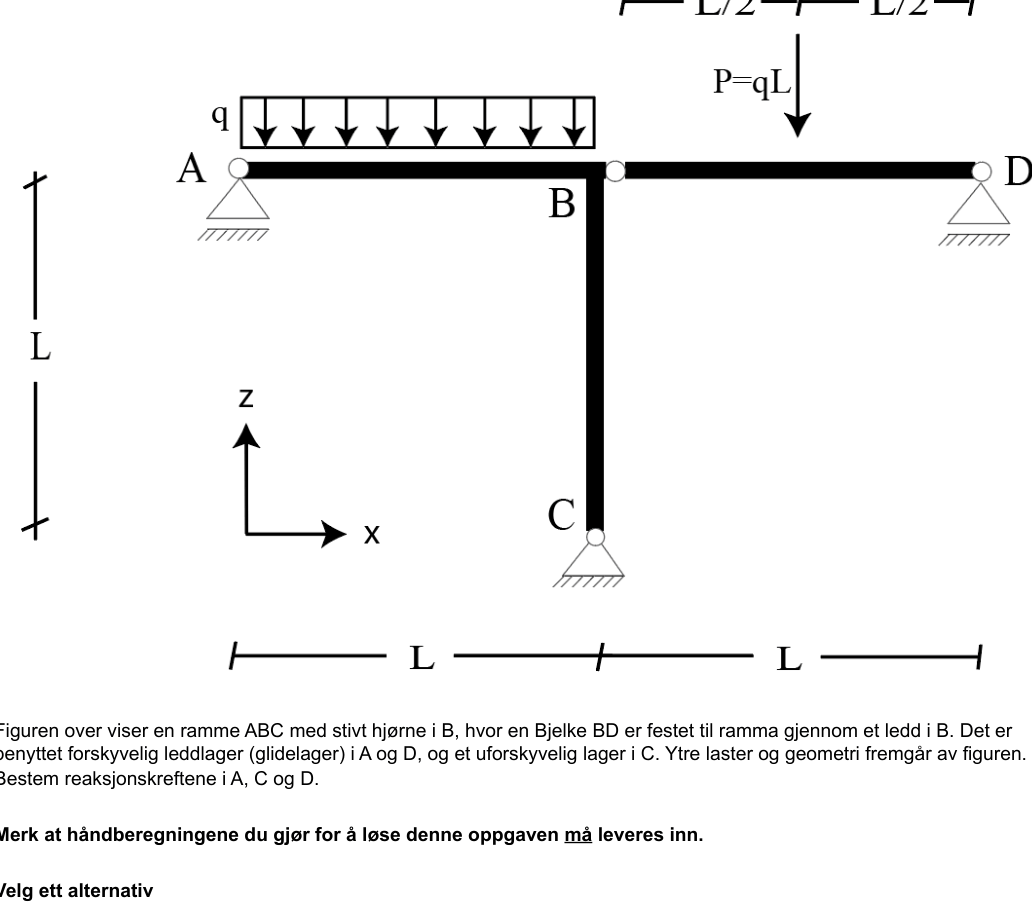 L/2 L/2
P=qL
q
A
B
D
L
z
x
C
L
L
Figuren over viser en ramme ABC med stivt hjørne i B, hvor en Bjelke BD er festet til ramma gjennom et ledd i B. Det er
benyttet forskyvelig leddlager (glidelager) i A og D, og et uforskyvelig lager i C. Ytre laster og geometri fremgår av figuren.
Bestem reaksjonskreftene i A, C og D.
Merk at håndberegningene du gjør for å løse denne oppgaven må leveres inn.
Velg ett alternativ